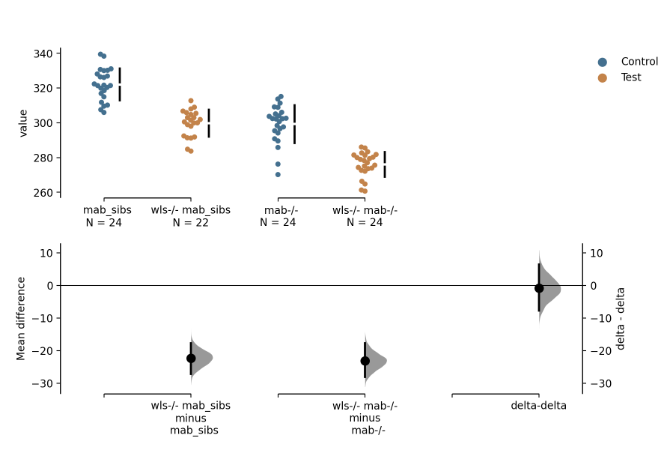 340
320
300
280
260
value
Control
Test
mab_sibs
N = 24
wls-/- mab_sibs
N = 22
mab-/-
N = 24
wls-/- mab-/-
N = 24
10
0
−10
−20
−30
Mean difference
10
0
−10
−20
−30
delta - delta
wls-/- mab_sibs
minus
mab_sibs
wls-/- mab-/-
minus
mab-/-
delta-delta